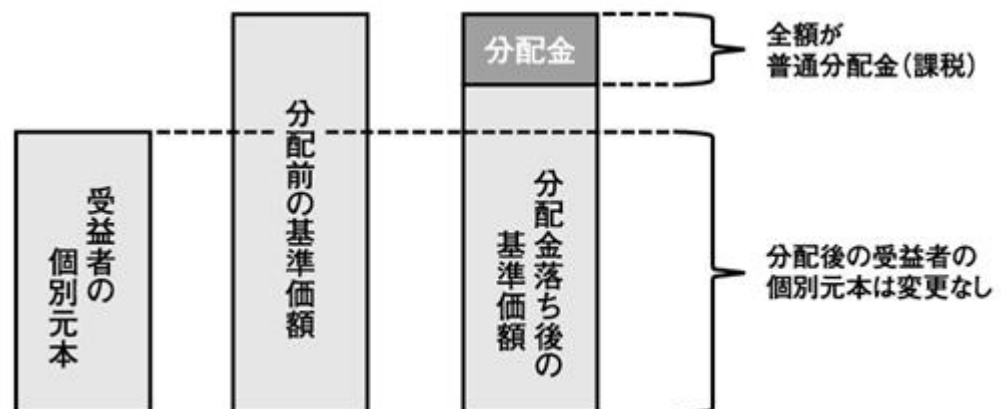 受益者の
個別元本
分配前の基準価額
分配金
分配金落ち後の
基準価額
全額が
普通分配金(課税)
分配後の受益者の
個別元本は変更なし